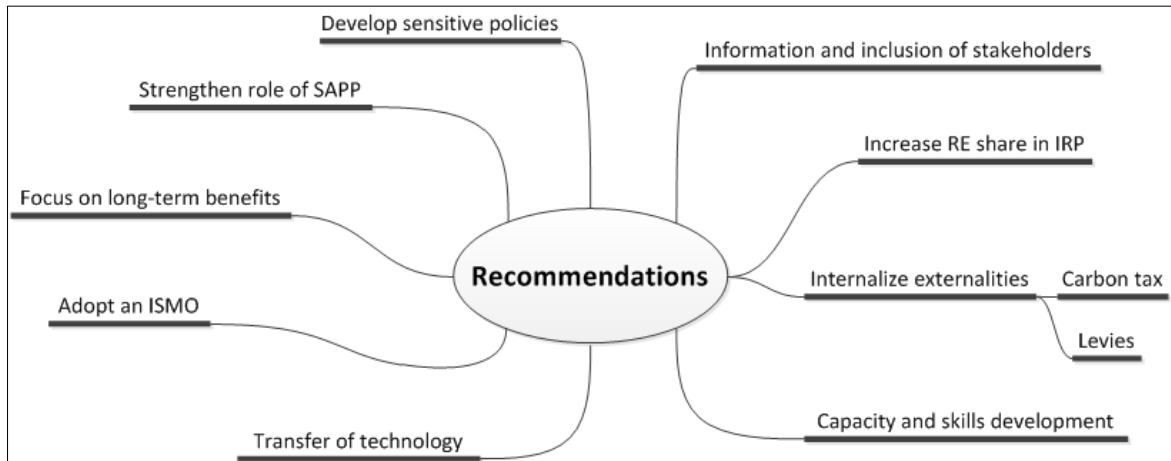 Develop sensitive policies
Information and inclusion of stakeholders
Strengthen role of SAPP
Increase RE share in IRP
Focus on long-term benefits
Recommendations
Internalize externalities
Carbon tax
Adopt an ISMO
Levies
Capacity and skills development
Transfer of technology